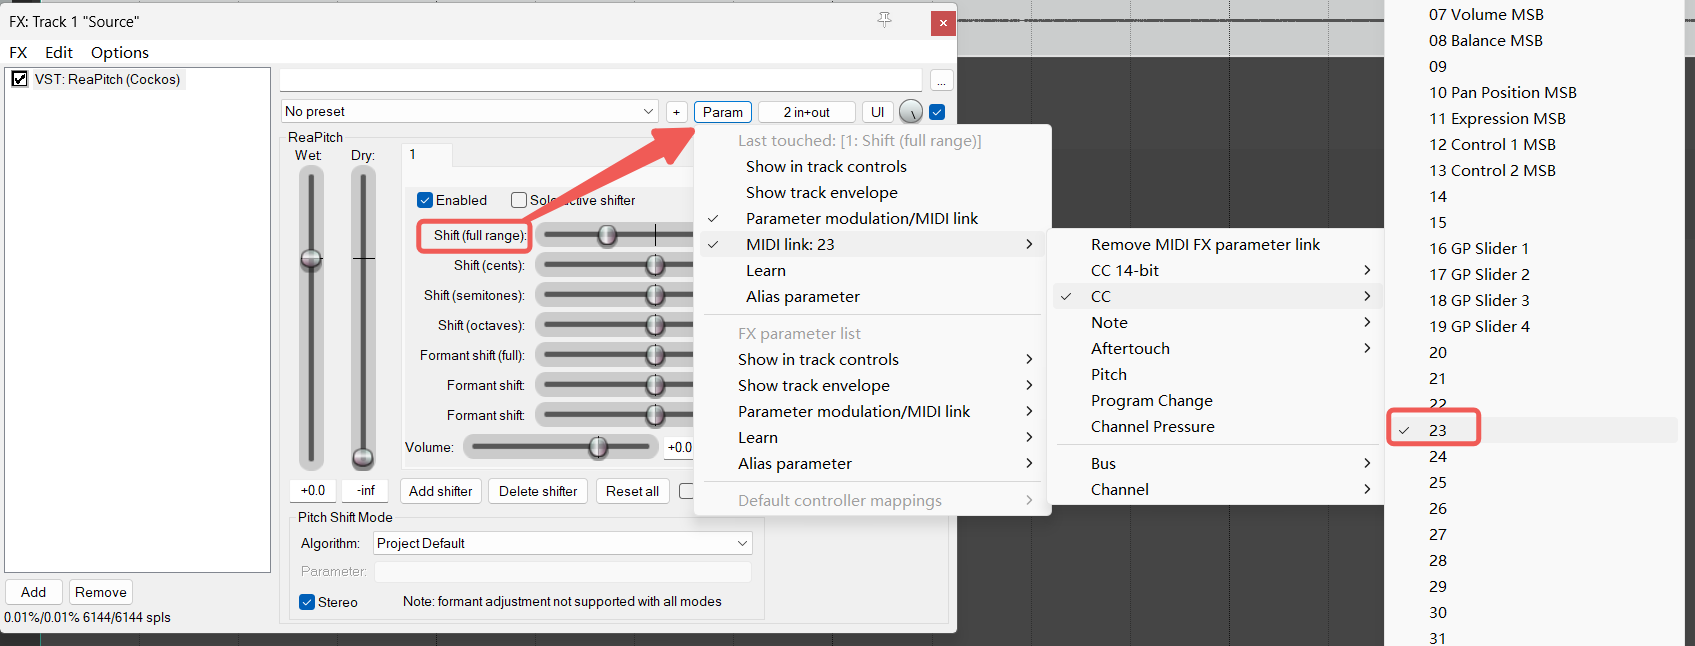 FX: Track 1 "Source"
FX Edit Options
VST: ReaPitch (Cockos)
...
No preset
+
Param
2 in+out
UI
ReaPitch
Wet:
Dry:
1
Enabled
Solo active shifter
Shift (full range):
Shift (cents):
Shift (semitones):
Shift (octaves):
Formant shift (full):
Formant shift:
Formant shift:
Volume:
+0.0
+0.0
-inf
Add shifter
Delete shifter
Reset all
Pitch Shift Mode
Algorithm:
Project Default
Parameter:
Stereo
Note: formant adjustment not supported with all modes
Add
Remove
0.01%/0.01% 6144/6144 spls
Last touched: [1: Shift (full range)]
Show in track controls
Show track envelope
Parameter modulation/MIDI link
MIDI link: 23
Learn
Alias parameter
FX parameter list
Show in track controls
Show track envelope
Parameter modulation/MIDI link
Learn
Alias parameter
Default controller mappings
Remove MIDI FX parameter link
CC 14-bit
CC
Note
Aftertouch
Pitch
Program Change
Channel Pressure
Bus
Channel
07 Volume MSB
08 Balance MSB
09
10 Pan Position MSB
11 Expression MSB
12 Control 1 MSB
13 Control 2 MSB
14
15
16 GP Slider 1
17 GP Slider 2
18 GP Slider 3
19 GP Slider 4
20
21
22
23
24
25
26
27
28
29
30
31